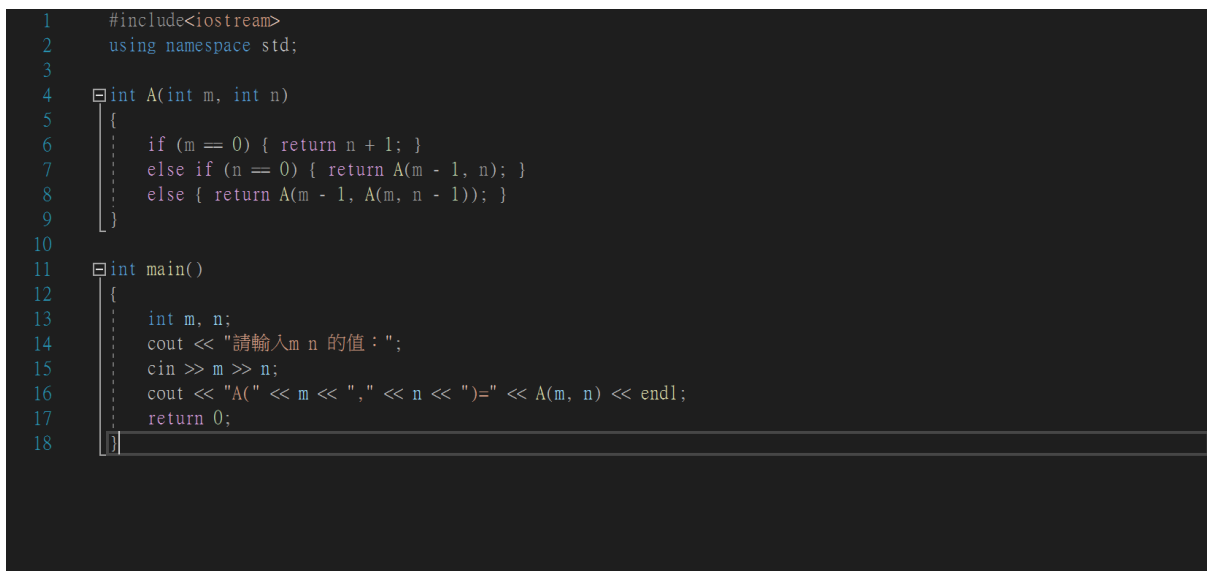 1 #include<iostream>
2 using namespace std;
3
4 int A(int m, int n)
5 {
6 if (m == 0) { return n + 1; }
7 else if (n == 0) { return A(m - 1, n); }
8 else { return A(m - 1, A(m, n - 1)); }
9 }
10
11 int main()
12 {
13 int m, n;
14 cout << "請輸入m n 的值：";
15 cin >> m >> n;
16 cout << "A(" << m << "," << n << ")=" << A(m, n) << endl;
17 return 0;
18 }